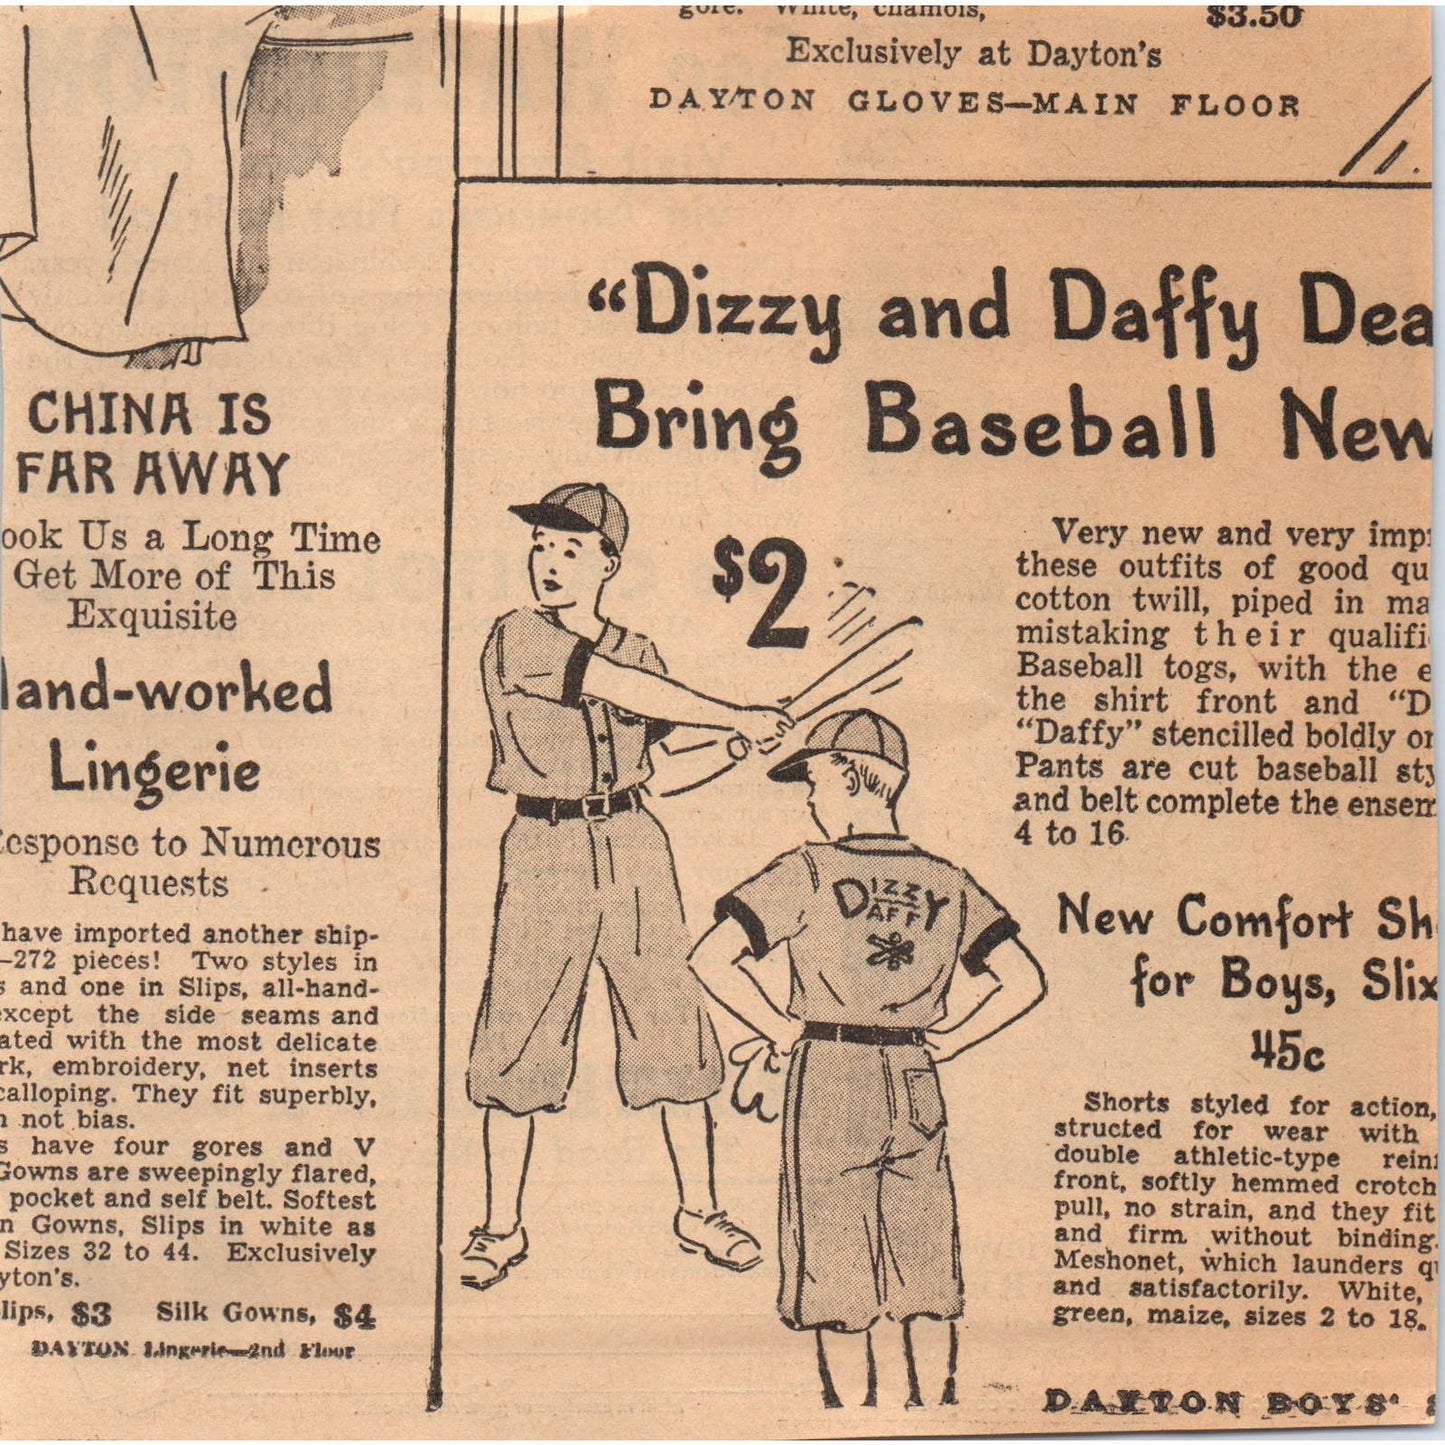 gore. White, chamois,
$3.50
Exclusively at Dayton's
DAYTON GLOVES—MAIN FLOOR
CHINA IS
FAR AWAY
ook Us a Long Time
Get More of This
Exquisite
and-worked
Lingerie
esponse to Numerous
Requests
have imported another ship-
—272 pieces! Two styles in
s and one in Slips, all-hand-
except the side seams and
ated with the most delicate
rk, embroidery, net inserts
calloping. They fit superbly,
n not bias.
s have four gores and V
Gowns are sweepingly flared,
pocket and self belt. Softest
n Gowns, Slips in white as
Sizes 32 to 44. Exclusively
yton's.
lips, $3 Silk Gowns, $4
DAYTON Lingerie—2nd Floor
"Dizzy and Daffy Dea
Bring Baseball New
$2
Very new and very imp
these outfits of good qu
cotton twill, piped in ma
mistaking their qualifi
Baseball togs, with the e
the shirt front and "D
"Daffy" stencilled boldly on
Pants are cut baseball sty
and belt complete the ensem
4 to 16.
DIZZY
DAFFY
New Comfort Sh
for Boys, Slix
45c
Shorts styled for action,
structed for wear with
double athletic-type rein
front, softly hemmed crotch
pull, no strain, and they fit
and firm without binding.
Meshonet, which launders qu
and satisfactorily. White,
green, maize, sizes 2 to 18.
DAYTON BOYS'